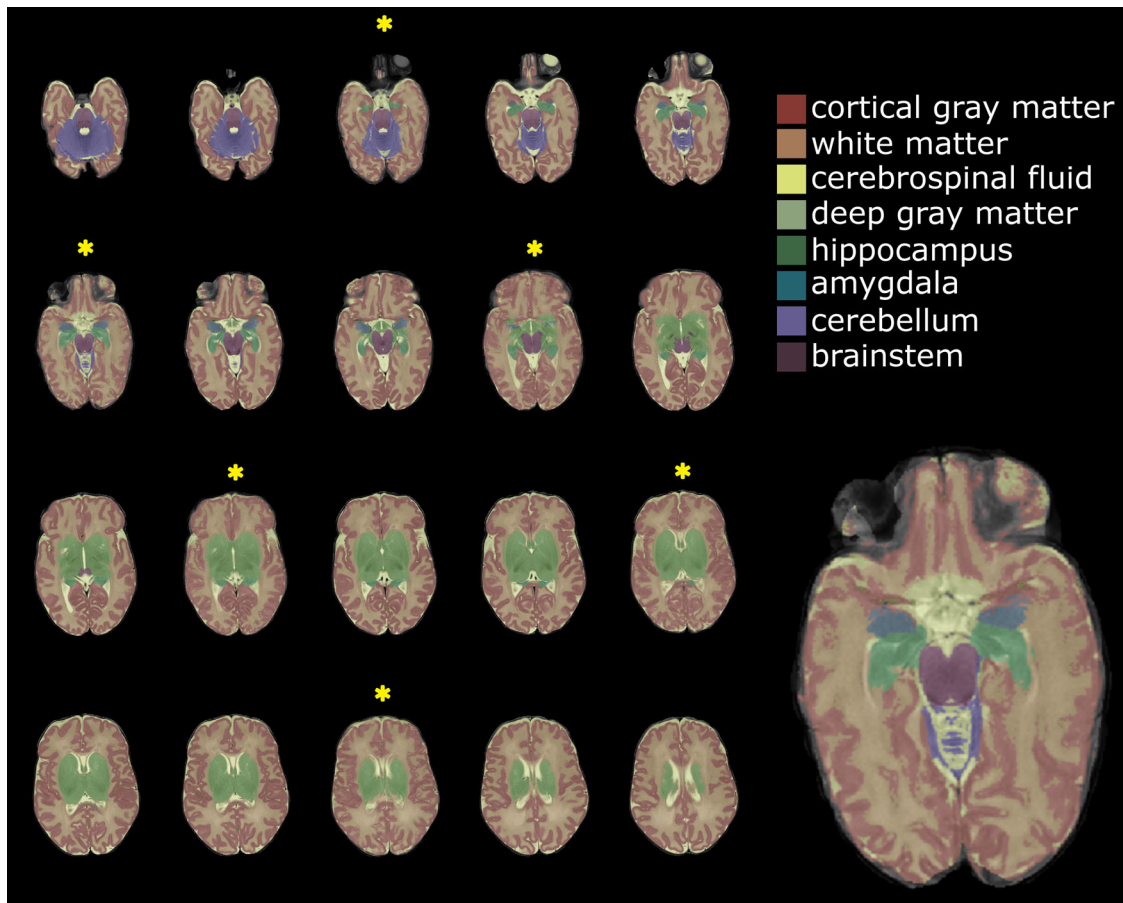 *
cortical gray matter
white matter
cerebrospinal fluid
deep gray matter
* *
hippocampus
amygdala
cerebellum
brainstem
* *
*